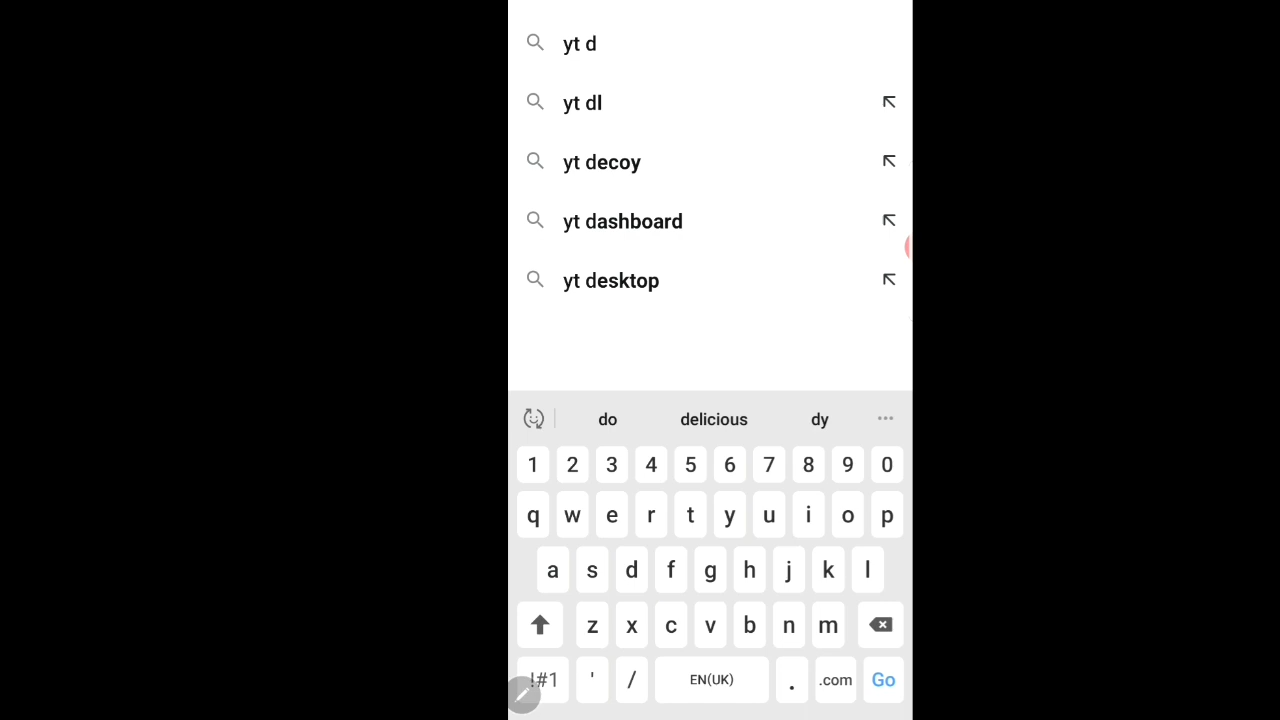 yt d
yt dl
yt decoy
yt dashboard
yt desktop
do delicious dy
1 2 3 4 5 6 7 8 9 0
q w e r t y u i o p
a s d f g h j k l
z x c v b n m
!#1 ' / EN(UK) . .com Go